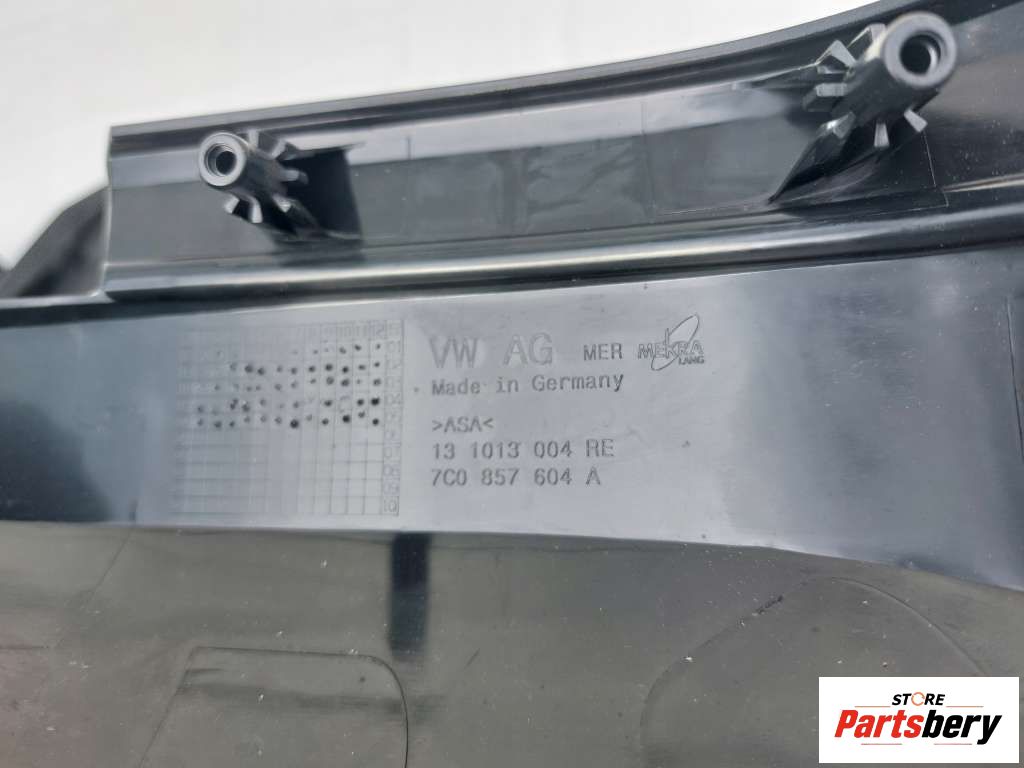 VW AG MER MEKRA
LANG
Made in Germany
>ASA<
13 1013 004 RE
7C0 857 604 A
STORE
Partsbery